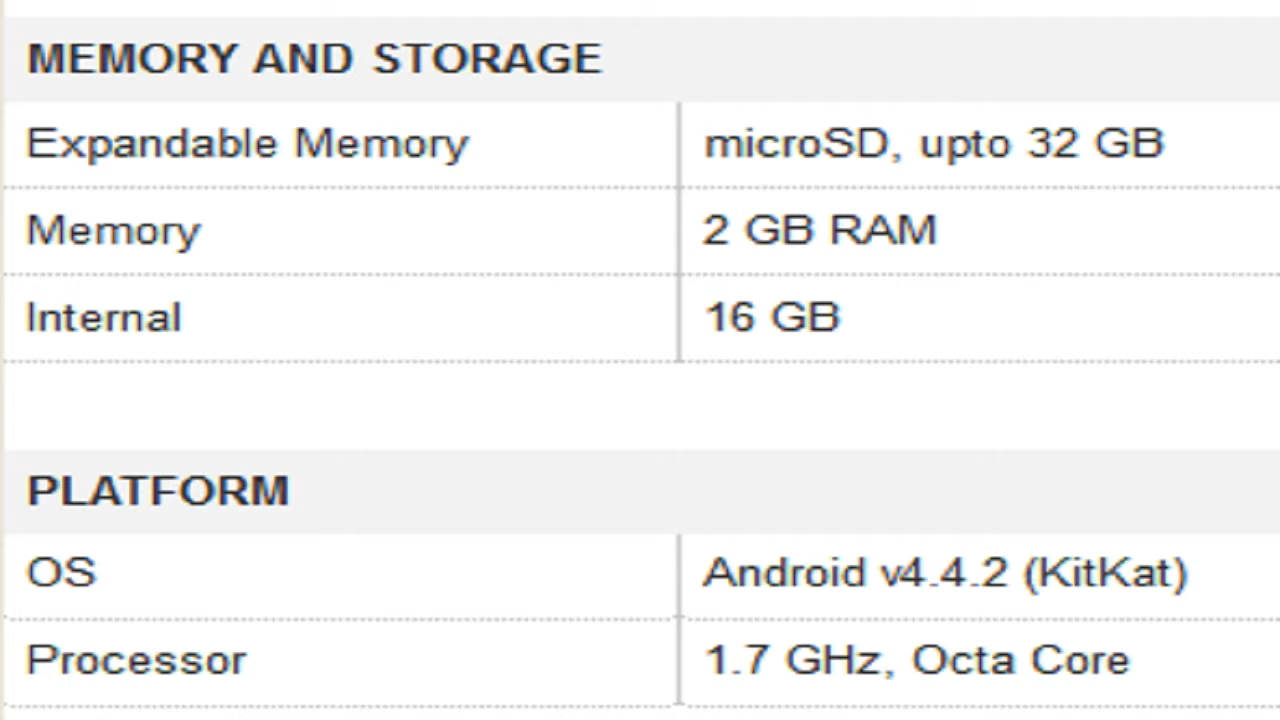 MEMORY AND STORAGE
Expandable Memory microSD, upto 32 GB
Memory 2 GB RAM
Internal 16 GB
PLATFORM
OS Android v4.4.2 (KitKat)
Processor 1.7 GHz, Octa Core